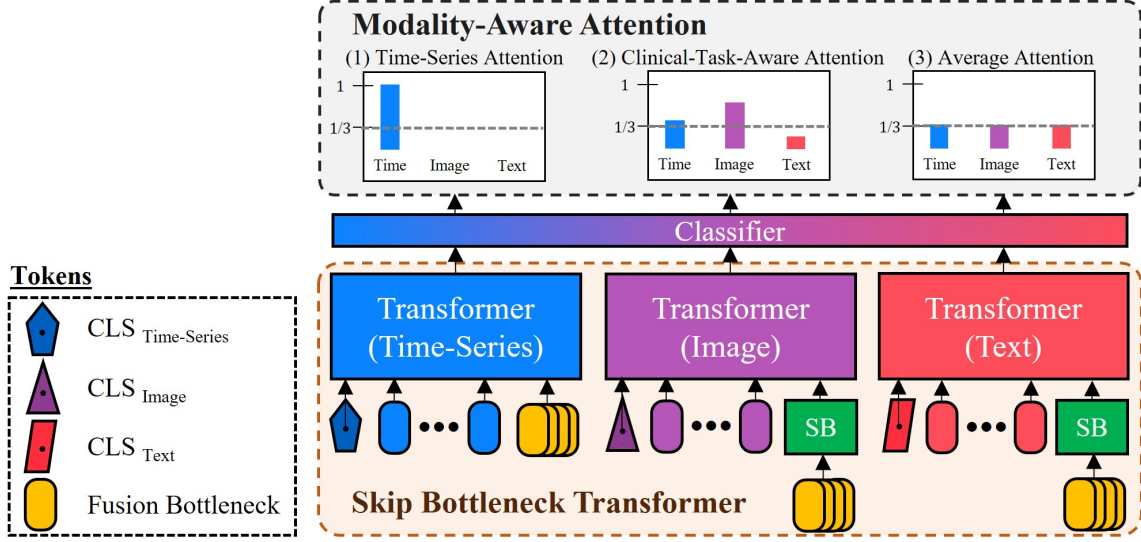 Modality-Aware Attention
(1) Time-Series Attention
1
1/3
Time Image Text
(2) Clinical-Task-Aware Attention
1
1/3
Time Image Text
(3) Average Attention
1
1/3
Time Image Text
Classifier
Transformer
(Time-Series)
Transformer
(Image)
Transformer
(Text)
SB
SB
Skip Bottleneck Transformer
Tokens
CLS Time-Series
CLS Image
CLS Text
Fusion Bottleneck